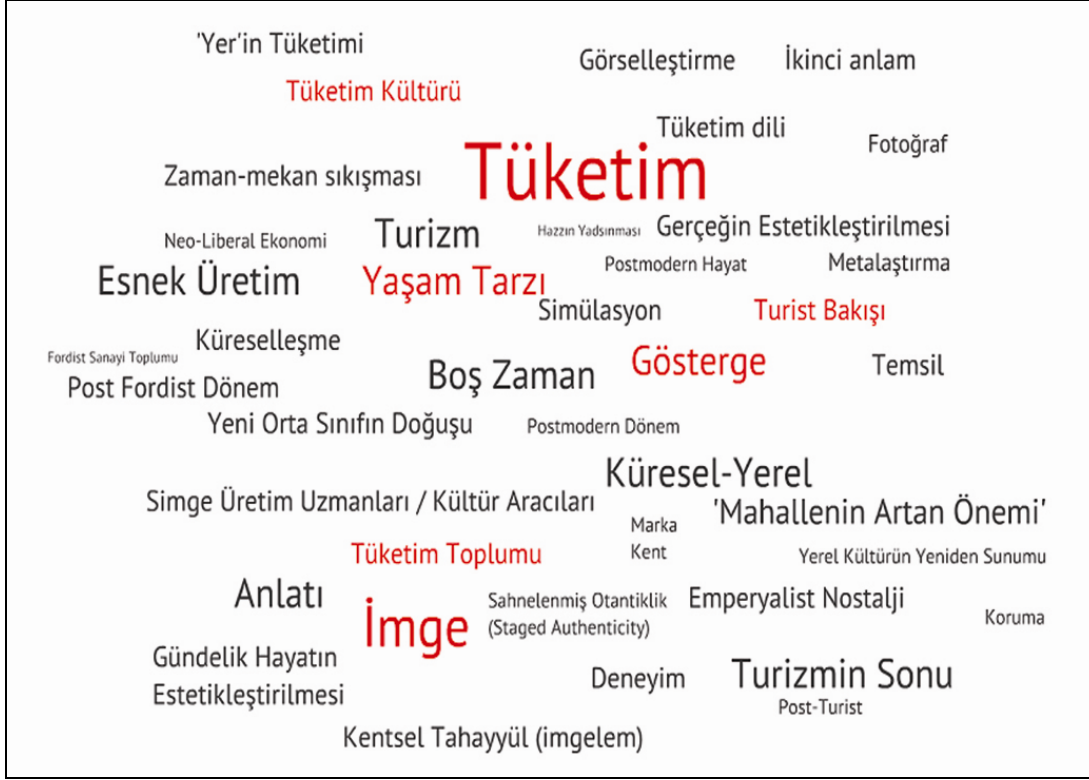 'Yer'in Tüketimi
Görselleştirme
İkinci anlam
Tüketim Kültürü
Tüketim dili
Fotoğraf
Tüketim
Zaman-mekan sıkışması
Turizm
Hazzın Yadsınması
Gerçeğin Estetikleştirilmesi
Neo-Liberal Ekonomi
Postmodern Hayat
Metalaştırma
Esnek Üretim
Yaşam Tarzı
Simülasyon
Turist Bakışı
Küreselleşme
Fordist Sanayi Toplumu
Boş Zaman
Gösterge
Temsil
Post Fordist Dönem
Yeni Orta Sınıfın Doğuşu
Postmodern Dönem
Küresel-Yerel
Simge Üretim Uzmanları / Kültür Aracıları
'Mahallenin Artan Önemi'
Marka
Kent
Tüketim Toplumu
Yerel Kültürün Yeniden Sunumu
Anlatı
İmge
Sahnelenmiş Otantiklik
(Staged Authenticity)
Emperyalist Nostalji
Koruma
Gündelik Hayatın
Estetikleştirilmesi
Deneyim
Turizmin Sonu
Post-Turist
Kentsel Tahayyül (imgelem)